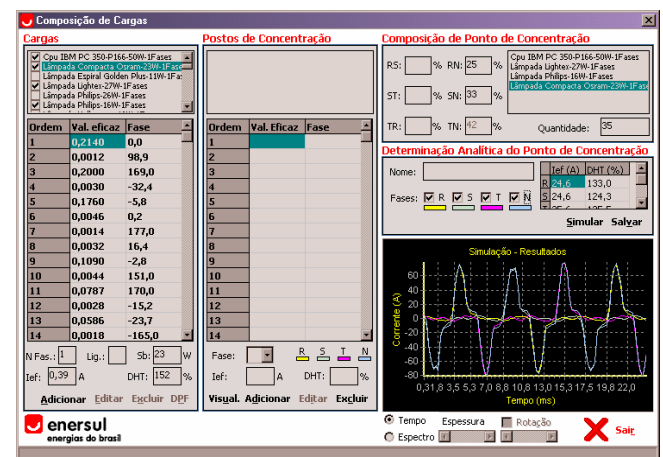 Composição de Cargas
Cargas
Cpu IBM PC 350-P166-50W-1Fases
Lâmpada Compacta Osram-23W-1Fase
Lâmpada Espiral Golden Plus-11W-1Fa
Lâmpada Lightex-27W-1Fases
Lâmpada Philips-26W-1Fases
Lâmpada Philips-16W-1Fases
Ordem Val. eficaz Fase
1 0,2140 0,0
2 0,0012 98,9
3 0,2000 169,0
4 0,0030 -32,4
5 0,1760 -5,8
6 0,0046 0,2
7 0,0014 177,0
8 0,0032 16,4
9 0,1090 -2,8
10 0,0044 151,0
11 0,0787 170,0
12 0,0028 -15,2
13 0,0586 -23,7
14 0,0018 -165,0
N Fas.: 1 Lig.: Sb: 23 W
Ief: 0,39 A DHT: 152 %
Adicionar Editar Excluir DPF
enersul
energias do brasil
Postos de Concentração
Ordem Val. Eficaz Fase
1
2
3
4
5
6
7
8
9
10
11
12
13
14
Fase: R S T N
Ief: A DHT: %
Visual. Adicionar Editar Excluir
Composição de Ponto de Concentração
RS: % RN: 25 %
ST: % SN: 33 %
TR: % TN: 42 %
Cpu IBM PC 350-P166-50W-1Fases
Lâmpada Lightex-27W-1Fases
Lâmpada Philips-16W-1Fases
Lâmpada Compacta Osram-23W-1Fase
Quantidade: 35
Determinação Analítica do Ponto de Concentração
Nome:
Fases: R S T N
Ief (A) DHT (%)
R 24,6 133,0
S 24,6 124,3
Simular Salvar
Simulação - Resultados
Corrente (A)
60
40
20
0
-20
-40
-60
-80
0,31,8 3,5 5,3 7,0 8,8 10,8 13,0 15,3 17,5 19,8 22,0
Tempo (ms)
Tempo Espessura Rotação
Espectro
Sair